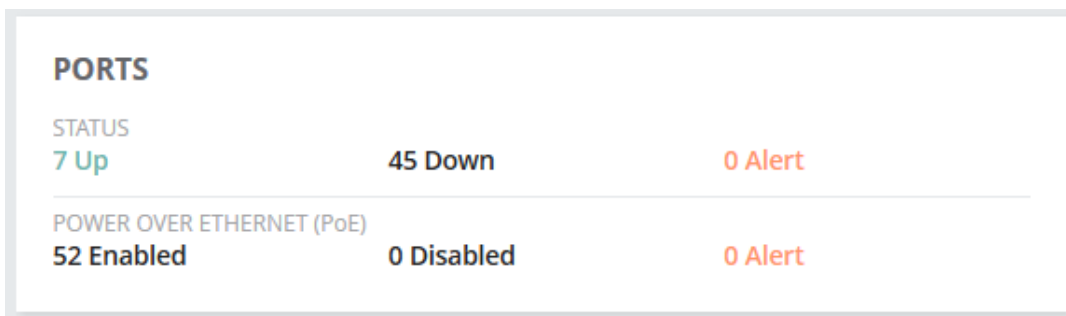 PORTS
STATUS
7 Up 45 Down 0 Alert
POWER OVER ETHERNET (PoE)
52 Enabled 0 Disabled 0 Alert